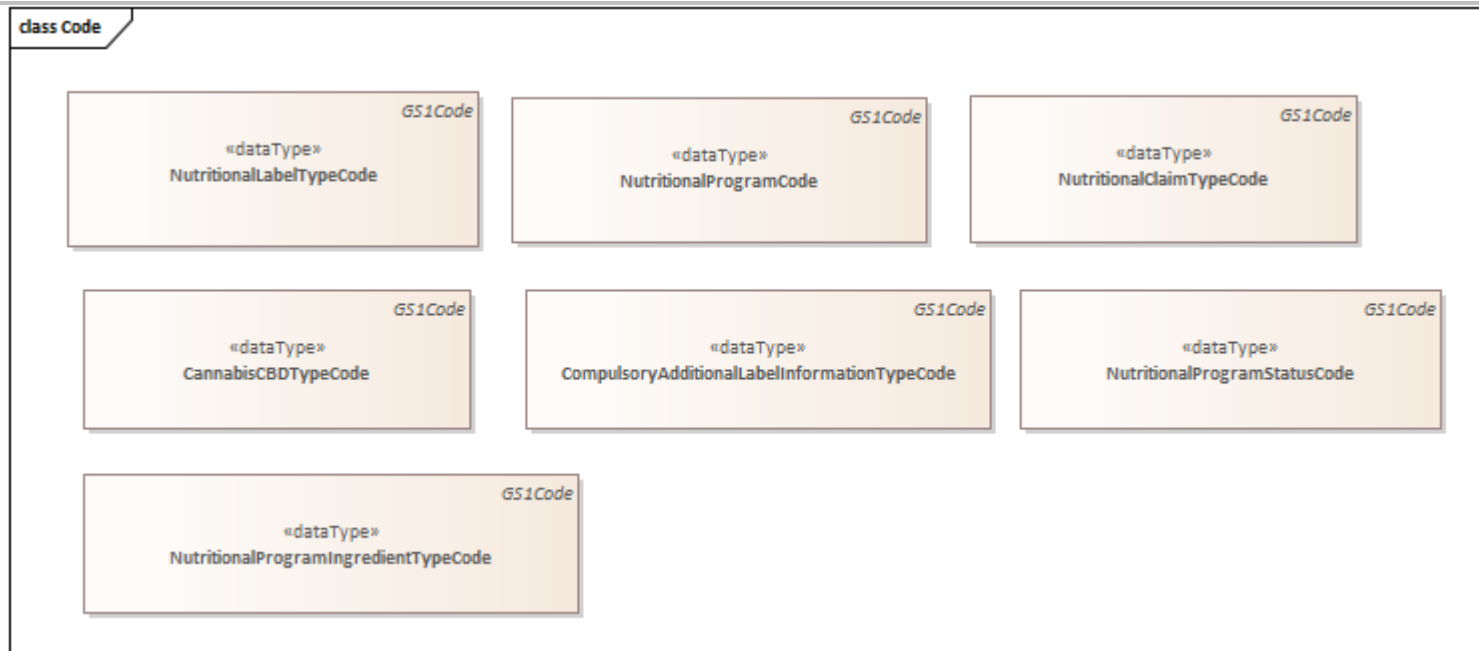 class Code
GS1Code
«dataType»
NutritionalLabelTypeCode
GS1Code
«dataType»
NutritionalProgramCode
GS1Code
«dataType»
NutritionalClaimTypeCode
GS1Code
«dataType»
CannabisCBDTypeCode
GS1Code
«dataType»
CompulsoryAdditionalLabelInformationTypeCode
GS1Code
«dataType»
NutritionalProgramStatusCode
GS1Code
«dataType»
NutritionalProgramIngredientTypeCode